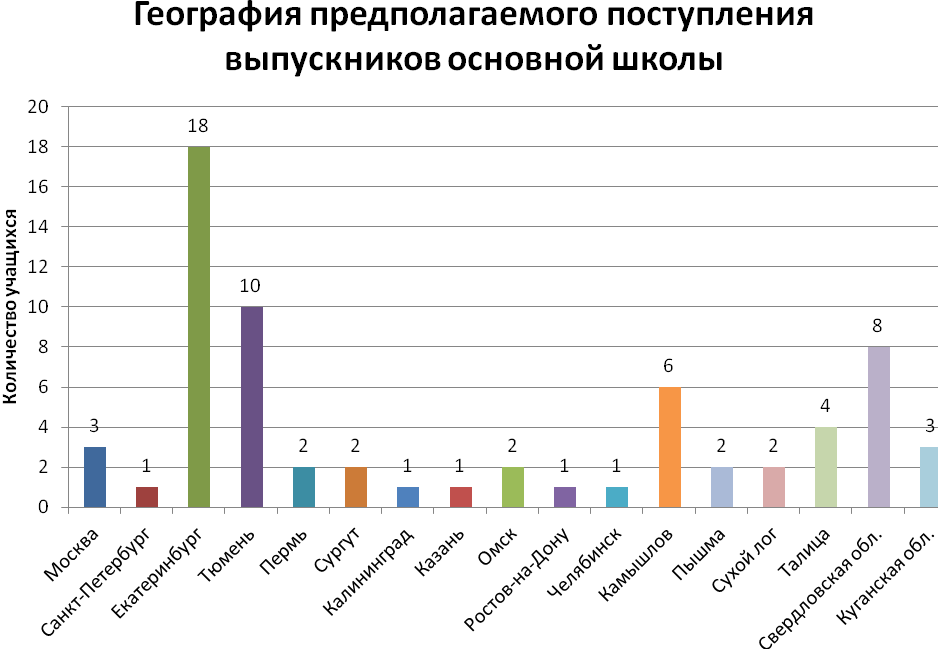 География предполагаемого поступления
выпускников основной школы
Количество учащихся
20
18
16
14
12
10
8
6
4
2
0
3
1
18
10
2
2
1
1
2
1
1
6
2
2
4
8
3
Москва
Санкт-Петербург
Екатеринбург
Тюмень
Пермь
Сургут
Калининград
Казань
Омск
Ростов-на-Дону
Челябинск
Камышлов
Пышма
Сухой лог
Талица
Свердловская обл.
Куганская обл.